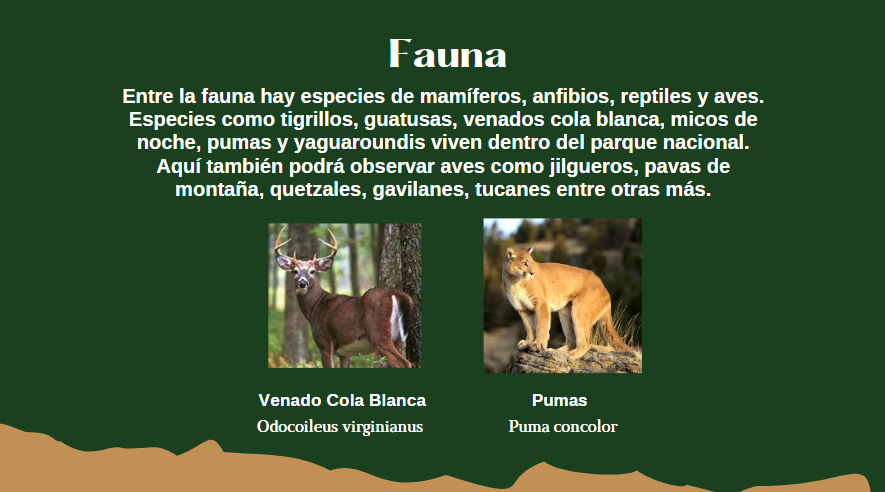 Fauna
Entre la fauna hay especies de mamíferos, anfibios, reptiles y aves.
Especies como tigrillos, guatusas, venados cola blanca, micos de
noche, pumas y yaguaroundis viven dentro del parque nacional.
Aquí también podrá observar aves como jilgueros, pavas de
montaña, quetzales, gavilanes, tucanes entre otras más.
Venado Cola Blanca
Odocoileus virginianus
Pumas
Puma concolor